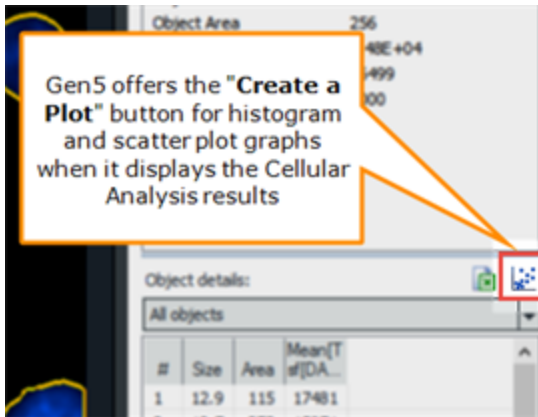 Object Area 256
48E+04
499
00
Gen5 offers the "Create a
Plot" button for histogram
and scatter plot graphs
when it displays the Cellular
Analysis results
Object details:
All objects
# Size Area Mean[T
sf[DA...
1 12.9 115 17481